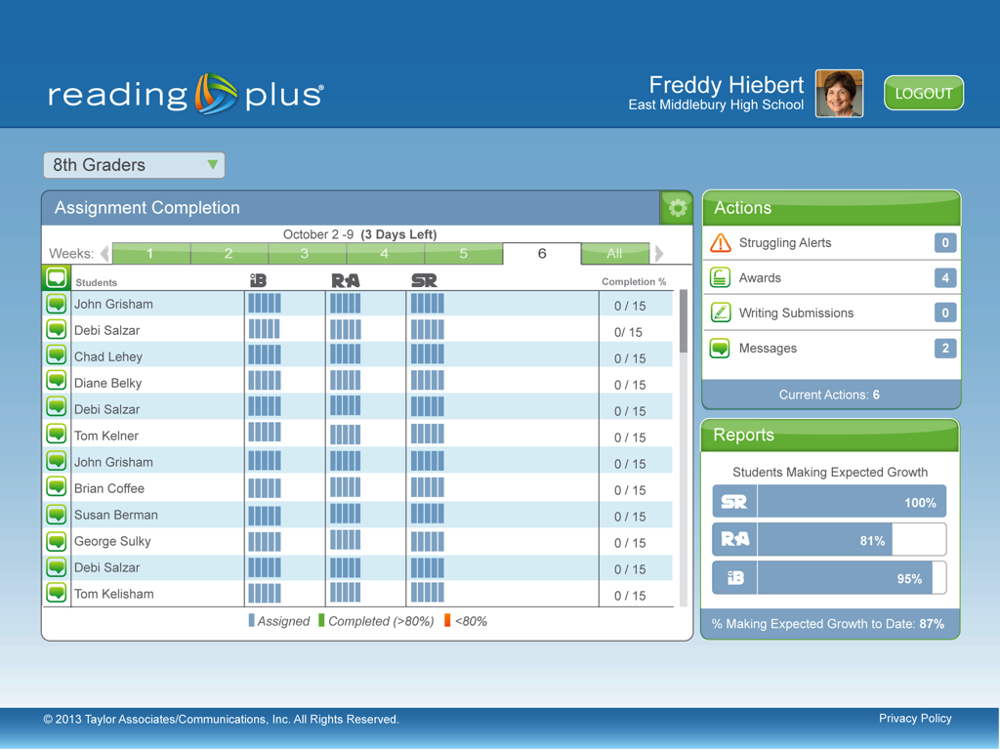 reading plus®
Freddy Hiebert
East Middlebury High School
LOGOUT
8th Graders
Assignment Completion
October 2 -9 (3 Days Left)
Weeks: 1 2 3 4 5 6 All
Students iB RA SR Completion %
John Grisham 0 / 15
Debi Salzar 0/ 15
Chad Lehey 0 / 15
Diane Belky 0 / 15
Debi Salzar 0 / 15
Tom Kelner 0 / 15
John Grisham 0 / 15
Brian Coffee 0 / 15
Susan Berman 0 / 15
George Sulky 0 / 15
Debi Salzar 0 / 15
Tom Kelisham 0 / 15
Assigned Completed (>80%) <80%
Actions
Struggling Alerts 0
Awards 4
Writing Submissions 0
Messages 2
Current Actions: 6
Reports
Students Making Expected Growth
SR 100%
RA 81%
iB 95%
% Making Expected Growth to Date: 87%
© 2013 Taylor Associates/Communications, Inc. All Rights Reserved.
Privacy Policy